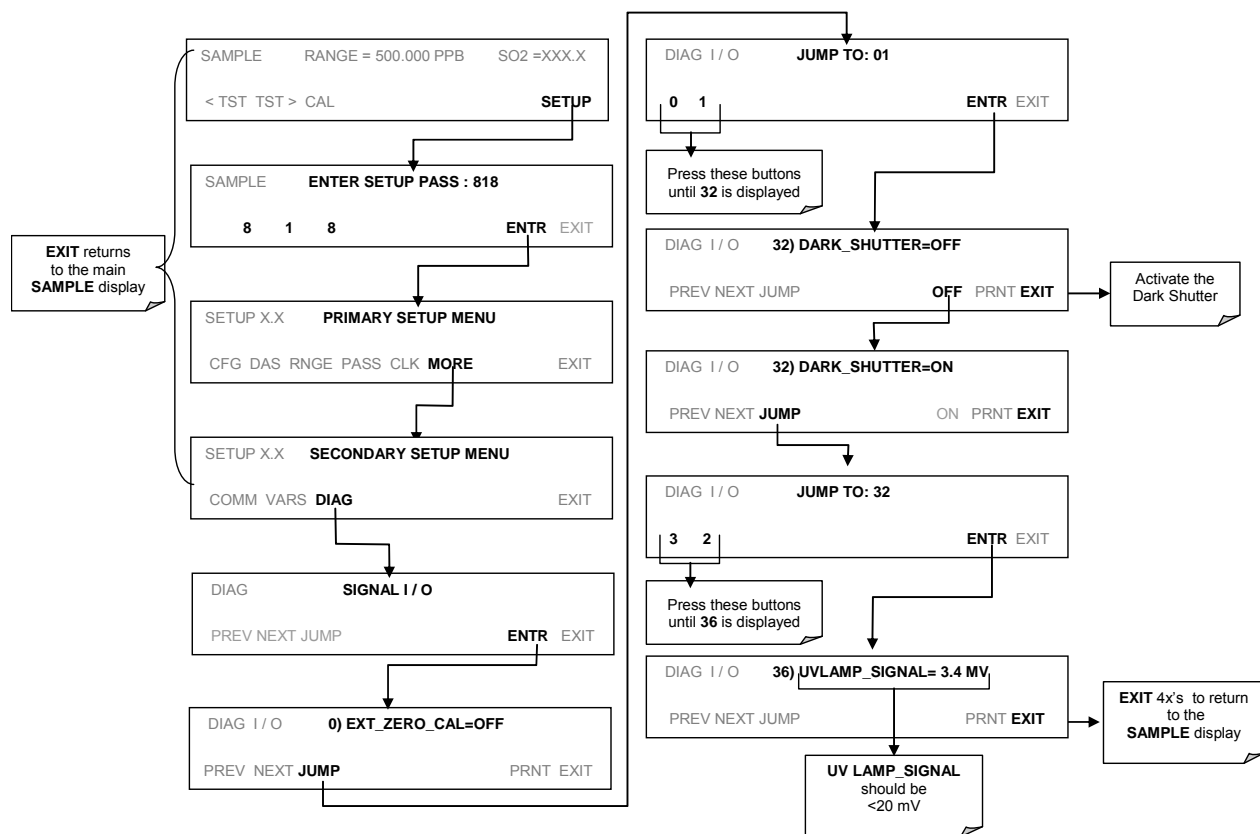 SAMPLE RANGE = 500.000 PPB SO2 =XXX.X
< TST TST > CAL SETUP
SAMPLE ENTER SETUP PASS : 818
8 1 8 ENTR EXIT
EXIT returns
to the main
SAMPLE display
SETUP X.X PRIMARY SETUP MENU
CFG DAS RNGE PASS CLK MORE EXIT
SETUP X.X SECONDARY SETUP MENU
COMM VARS DIAG EXIT
DIAG SIGNAL I / O
PREV NEXT JUMP ENTR EXIT
DIAG I / O 0) EXT_ZERO_CAL=OFF
PREV NEXT JUMP PRNT EXIT
DIAG I / O JUMP TO: 01
0 1 ENTR EXIT
Press these buttons
until 32 is displayed
DIAG I / O 32) DARK_SHUTTER=OFF
PREV NEXT JUMP OFF PRNT EXIT
Activate the
Dark Shutter
DIAG I / O 32) DARK_SHUTTER=ON
PREV NEXT JUMP ON PRNT EXIT
DIAG I / O JUMP TO: 32
3 2 ENTR EXIT
Press these buttons
until 36 is displayed
DIAG I / O 36) UVLAMP_SIGNAL= 3.4 MV
PREV NEXT JUMP PRNT EXIT
EXIT 4x's to return
to the
SAMPLE display
UV LAMP_SIGNAL
should be
<20 mV